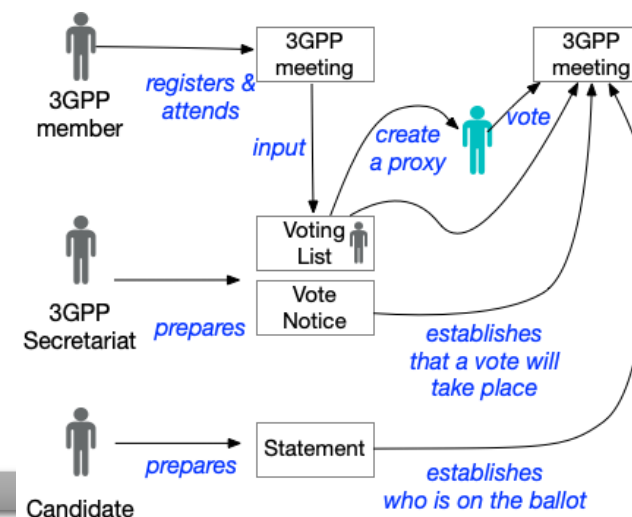 3GPP
member
registers &
attends
3GPP
meeting
input
create
a proxy
vote
3GPP
meeting
Voting
List
3GPP
Secretariat
prepares
Vote
Notice
establishes
that a vote will
take place
Candidate
prepares
Statement
establishes
who is on the ballot